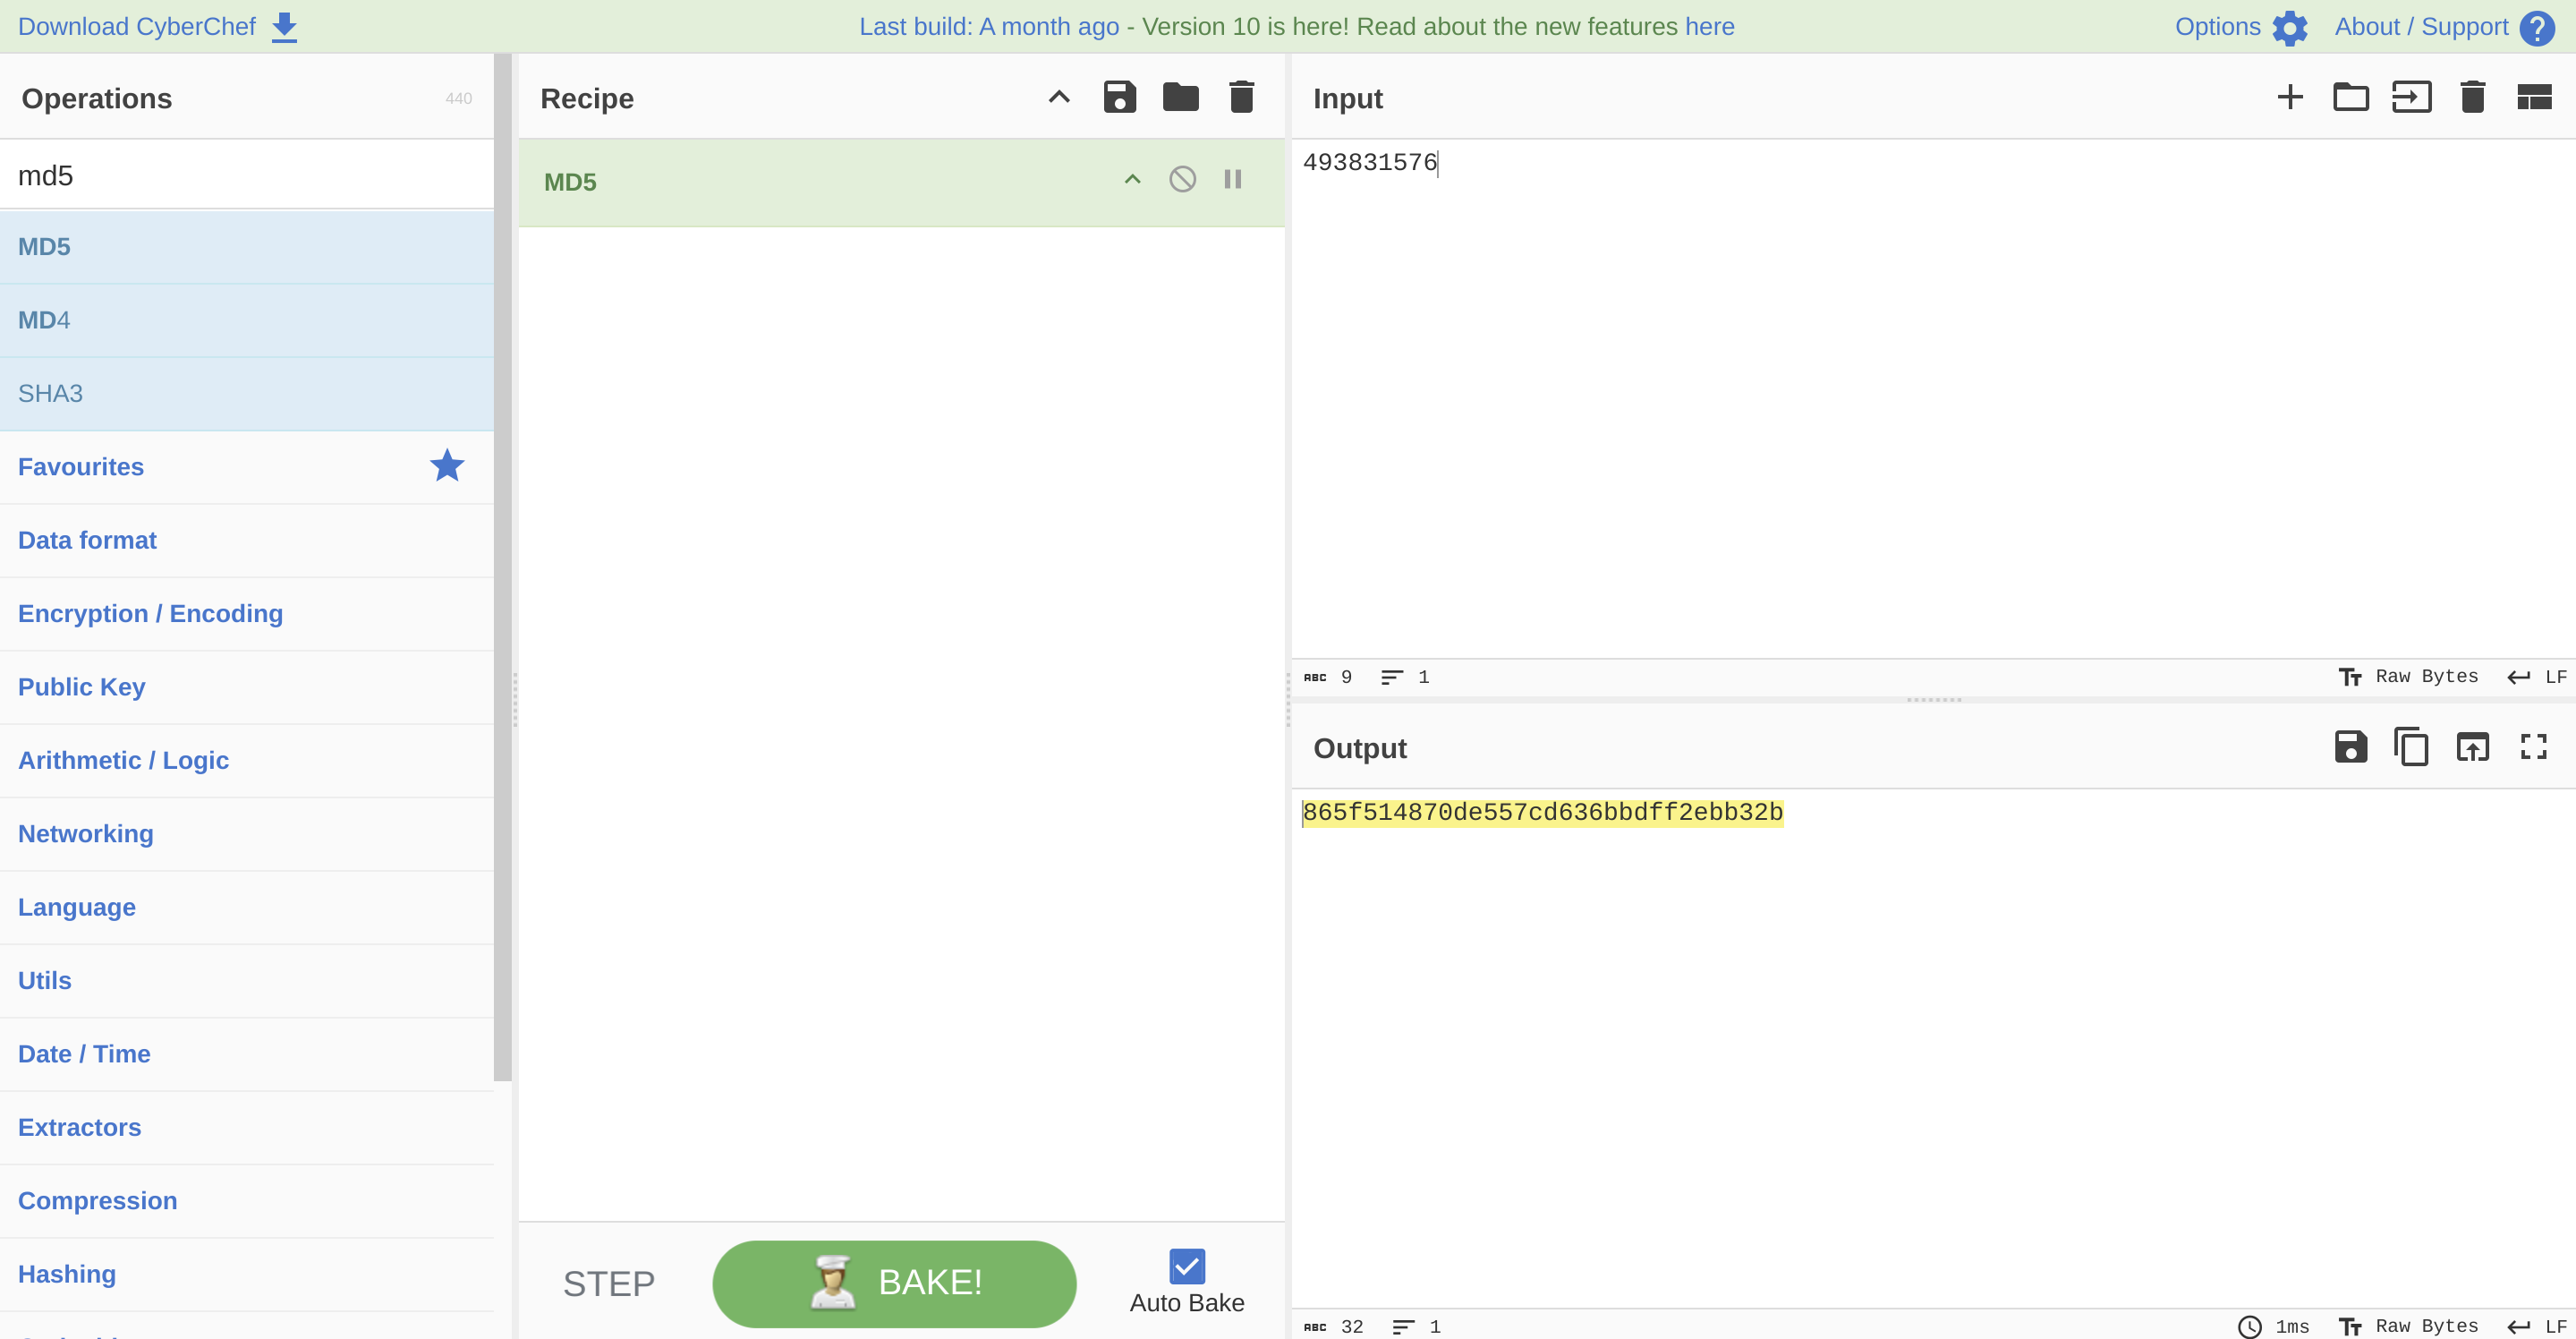 Download CyberChef
Last build: A month ago - Version 10 is here! Read about the new features here
Options
About / Support
Operations
440
md5
MD5
MD4
SHA3
Favourites
Data format
Encryption / Encoding
Public Key
Arithmetic / Logic
Networking
Language
Utils
Date / Time
Extractors
Compression
Hashing
Recipe
MD5
STEP
BAKE!
Auto Bake
Input
493831576
ABC 9
1
Raw Bytes
LF
Output
865f514870de557cd636bbdff2ebb32b
ABC 32
1
1ms
Raw Bytes
LF